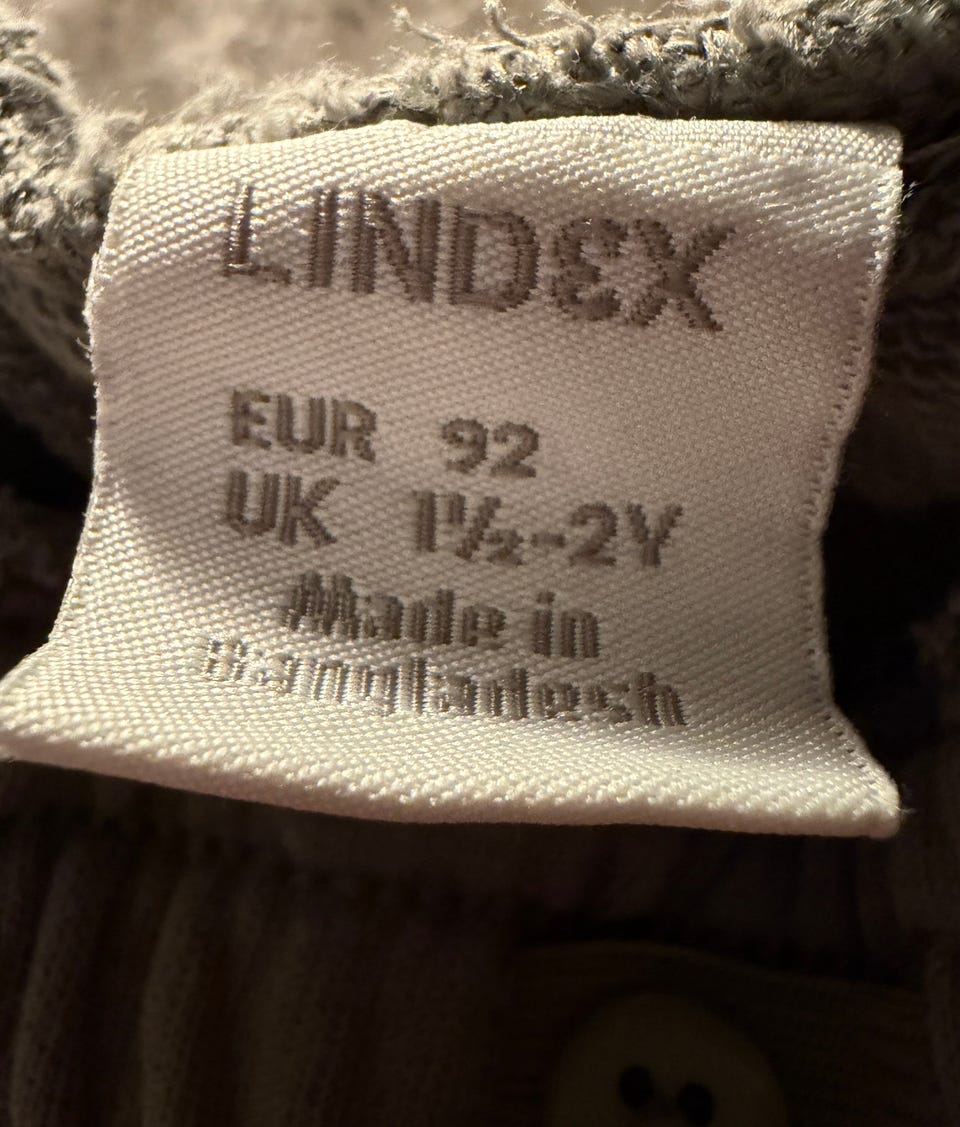 LINDEX
EUR 92
UK 1½-2Y
Made in
Bangladesh